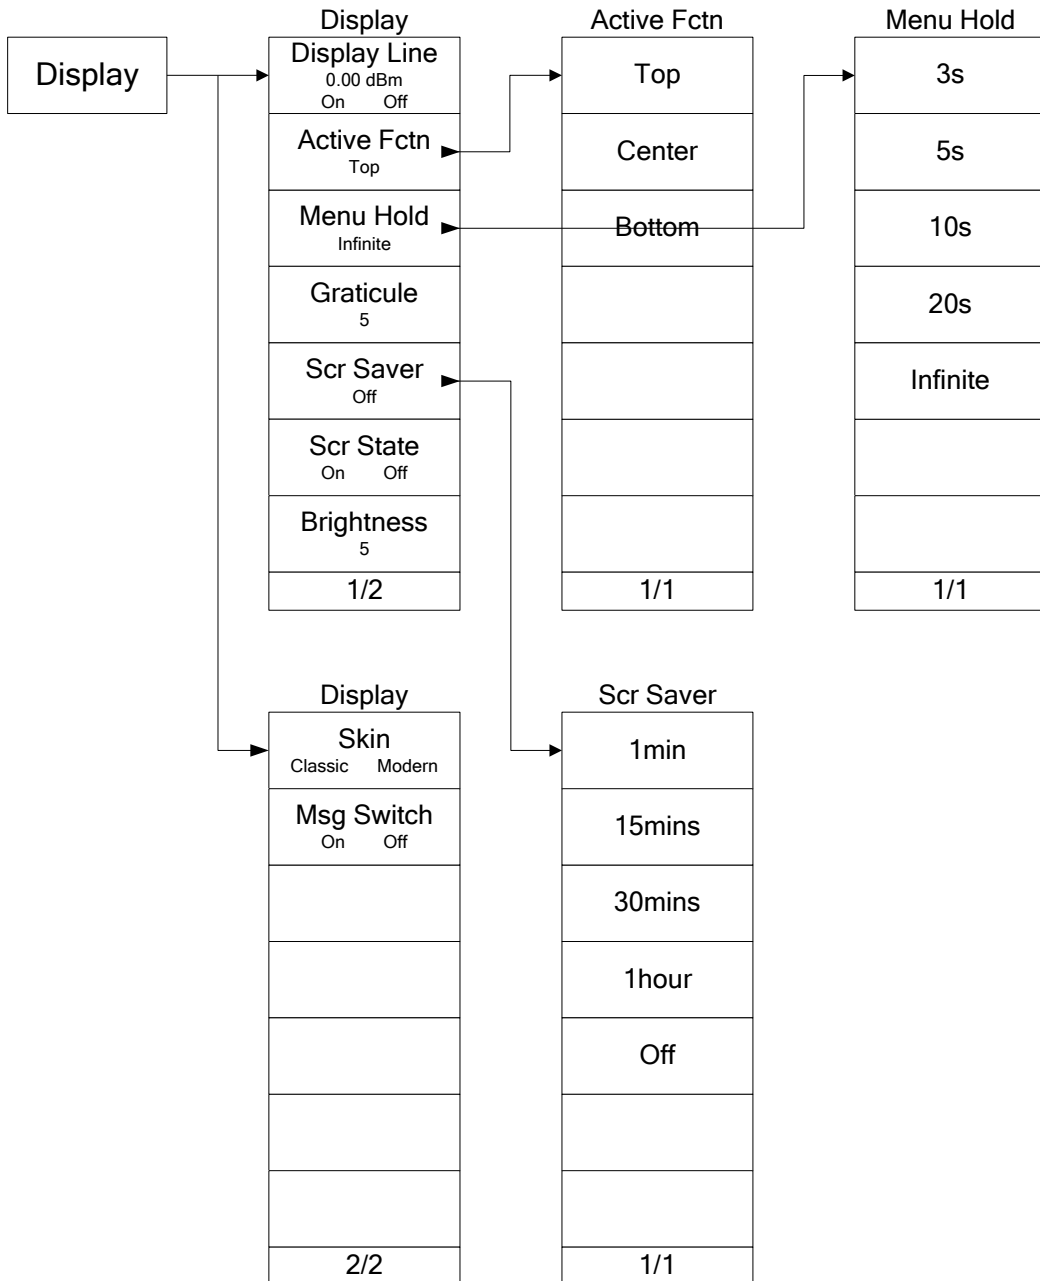 Display
Display
Display Line
0.00 dBm
On Off
Active Fctn
Top
Menu Hold
Infinite
Graticule
5
Scr Saver
Off
Scr State
On Off
Brightness
5
1/2
Active Fctn
Top
Center
Bottom
1/1
Menu Hold
3s
5s
10s
20s
Infinite
1/1
Display
Skin
Classic Modern
Msg Switch
On Off
2/2
Scr Saver
1min
15mins
30mins
1hour
Off
1/1